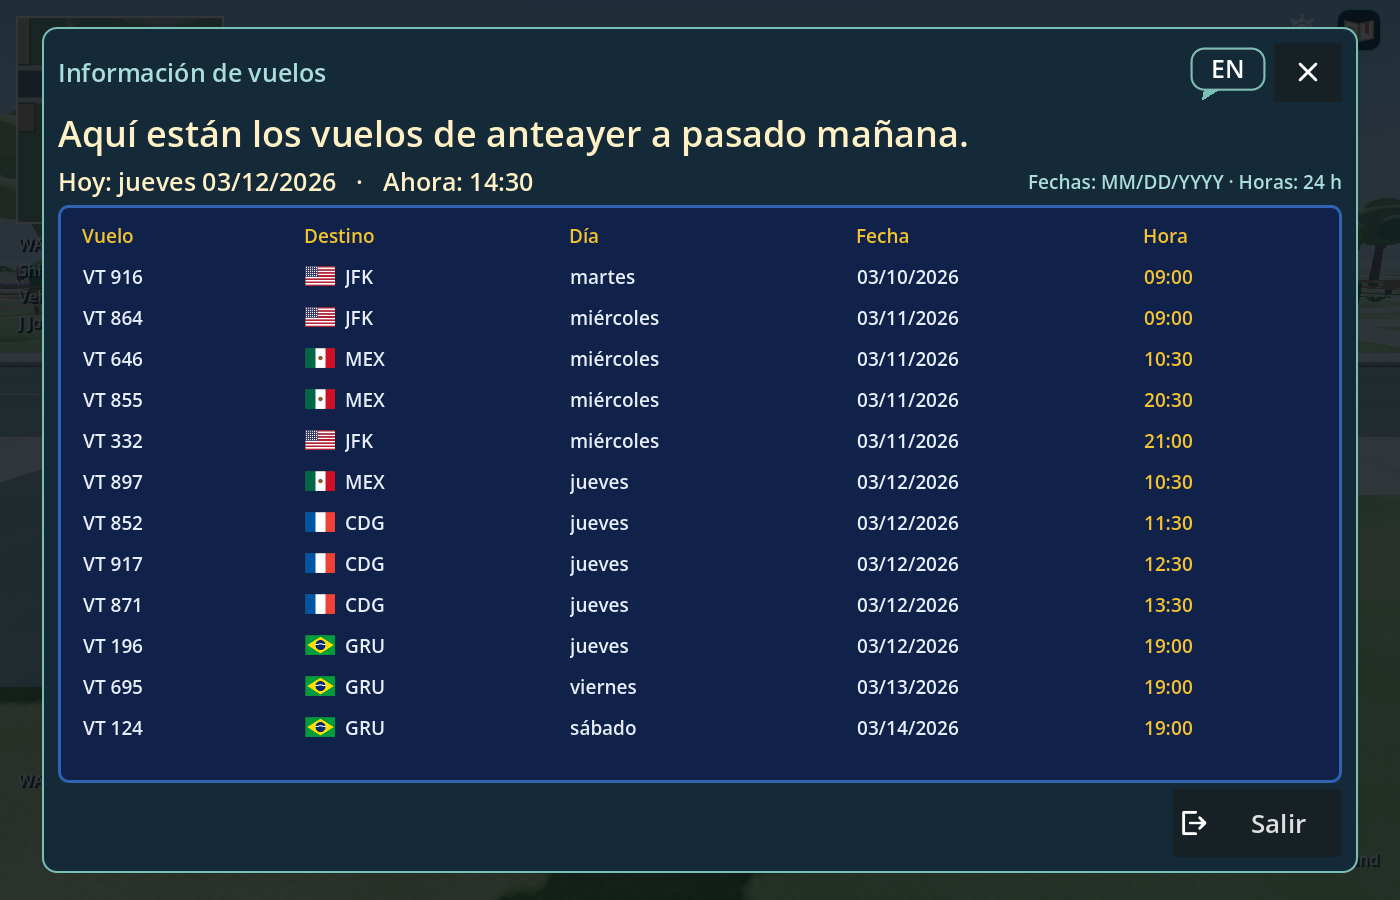 Información de vuelos
EN
Aquí están los vuelos de anteayer a pasado mañana.
Hoy: jueves 03/12/2026 · Ahora: 14:30
Fechas: MM/DD/YYYY · Horas: 24 h
Vuelo Destino Día Fecha Hora
VT 916 JFK martes 03/10/2026 09:00
VT 864 JFK miércoles 03/11/2026 09:00
VT 646 MEX miércoles 03/11/2026 10:30
VT 855 MEX miércoles 03/11/2026 20:30
VT 332 JFK miércoles 03/11/2026 21:00
VT 897 MEX jueves 03/12/2026 10:30
VT 852 CDG jueves 03/12/2026 11:30
VT 917 CDG jueves 03/12/2026 12:30
VT 871 CDG jueves 03/12/2026 13:30
VT 196 GRU jueves 03/12/2026 19:00
VT 695 GRU viernes 03/13/2026 19:00
VT 124 GRU sábado 03/14/2026 19:00
Salir